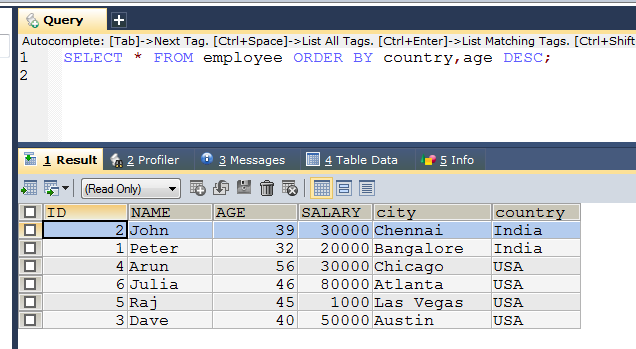 Query
Autocomplete: [Tab]->Next Tag. [Ctrl+Space]->List All Tags. [Ctrl+Enter]->List Matching Tags. [Ctrl+Shift
1 SELECT * FROM employee ORDER BY country,age DESC;
2
1 Result 2 Profiler 3 Messages 4 Table Data 5 Info
(Read Only)
ID NAME AGE SALARY city country
2 John 39 30000 Chennai India
1 Peter 32 20000 Bangalore India
4 Arun 56 30000 Chicago USA
6 Julia 46 80000 Atlanta USA
5 Raj 45 1000 Las Vegas USA
3 Dave 40 50000 Austin USA